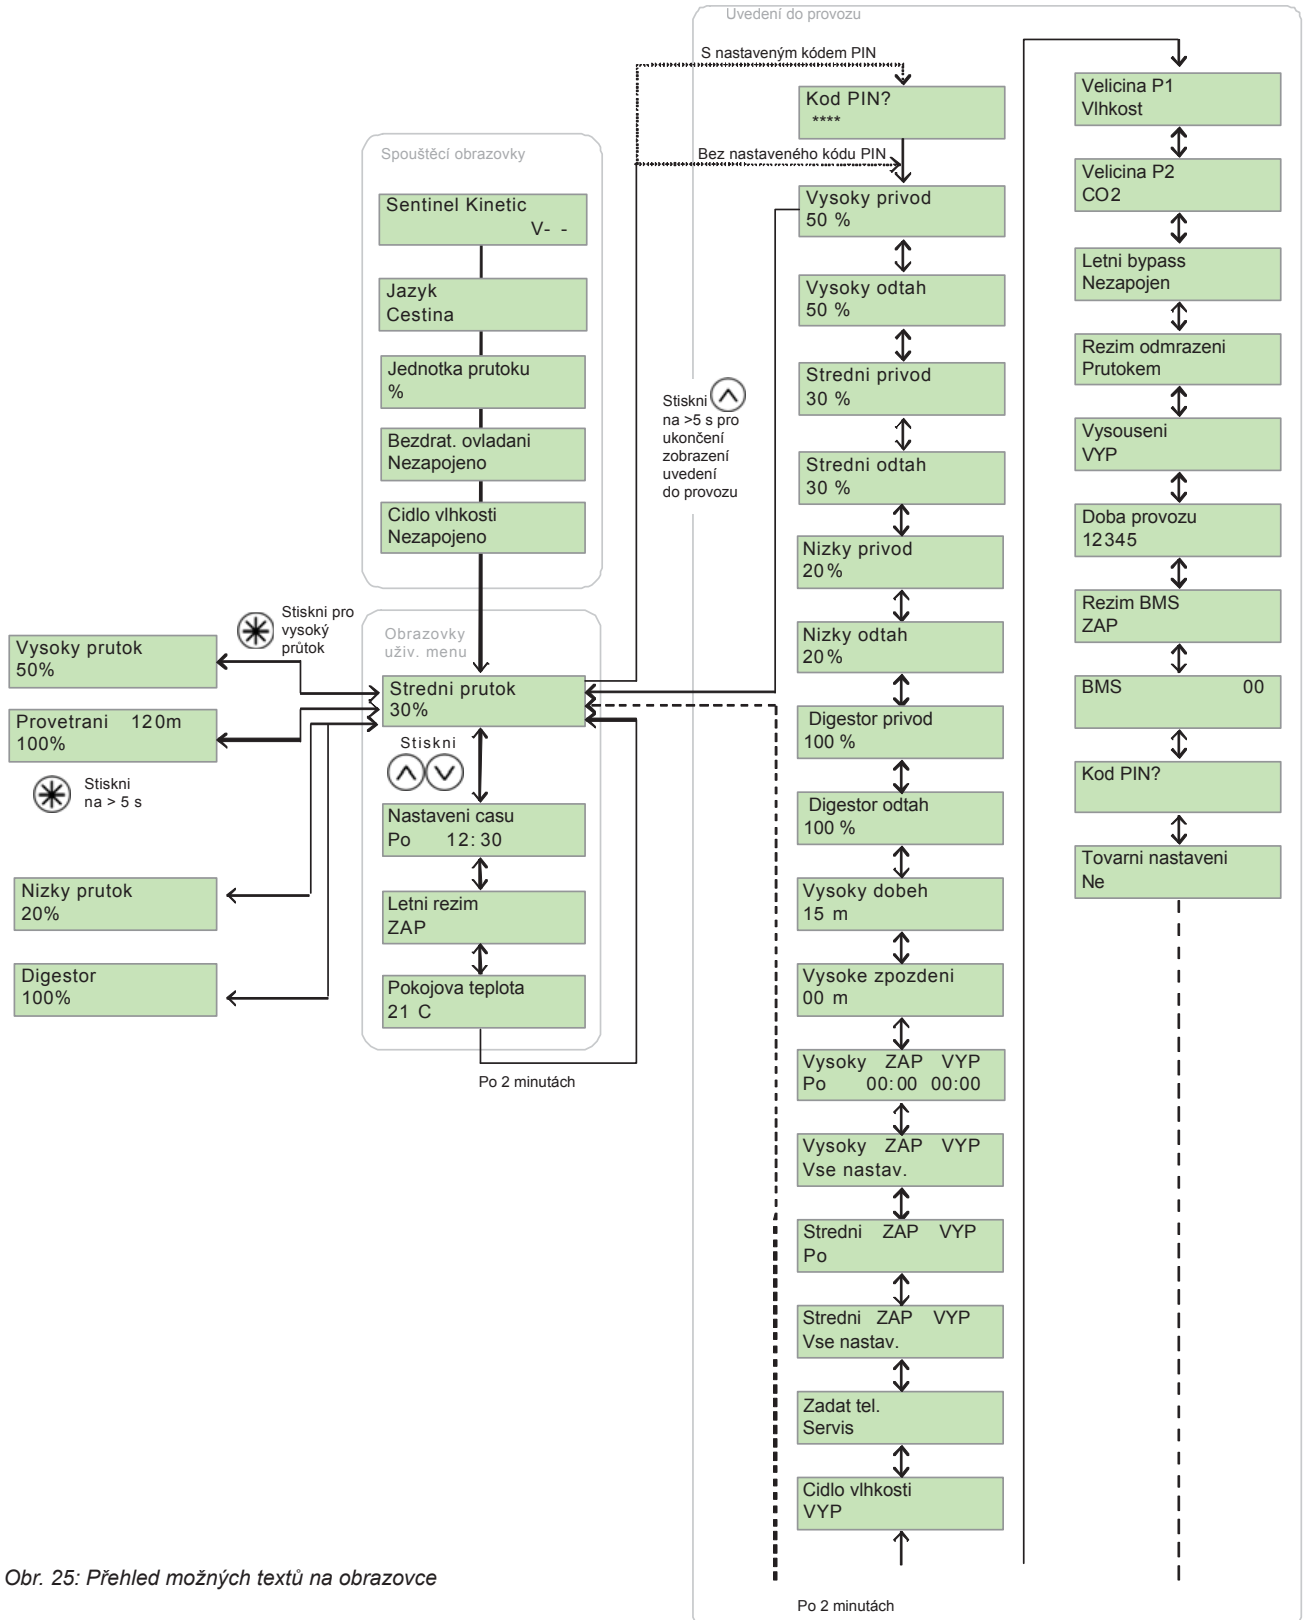 Uvedení do provozu
S nastaveným kódem PIN
Kod PIN?
****
Bez nastaveného kódu PIN
Spouštěcí obrazovky
Sentinel Kinetic
V- -
Jazyk
Cestina
Jednotka prutoku
%
Bezdrat. ovladani
Nezapojeno
Cidlo vlhkosti
Nezapojeno
Stiskni pro
vysoký
průtok
Vysoky prutok
50%
Provetrani 120m
100%
Stiskni
na > 5 s
Nizky prutok
20%
Digestor
100%
Obrazovky
uživ. menu
Stredni prutok
30%
Stiskni
Nastaveni casu
Po 12:30
Letni rezim
ZAP
Pokojova teplota
21 C
Po 2 minutách
Stiskni
na >5 s pro
ukončení
zobrazení
uvedení
do provozu
Vysoky privod
50 %
Vysoky odtah
50 %
Stredni privod
30 %
Stredni odtah
30 %
Nizky privod
20%
Nizky odtah
20%
Digestor privod
100 %
Digestor odtah
100 %
Vysoky dobeh
15 m
Vysoke zpozdeni
00 m
Vysoky ZAP VYP
Po 00:00 00:00
Vysoky ZAP VYP
Vse nastav.
Stredni ZAP VYP
Po
Stredni ZAP VYP
Vse nastav.
Zadat tel.
Servis
Cidlo vlhkosti
VYP
Velicina P1
Vlhkost
Velicina P2
CO2
Letni bypass
Nezapojen
Rezim odmrazeni
Prutokem
Vysouseni
VYP
Doba provozu
12345
Rezim BMS
ZAP
BMS 00
Kod PIN?
Tovarni nastaveni
Ne
Po 2 minutách
Obr. 25: Přehled možných textů na obrazovce